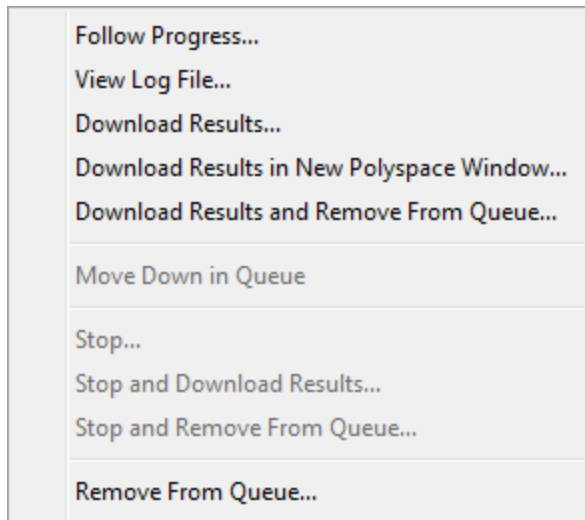 Follow Progress...
View Log File...
Download Results...
Download Results in New Polyspace Window...
Download Results and Remove From Queue...
Move Down in Queue
Stop...
Stop and Download Results...
Stop and Remove From Queue...
Remove From Queue...